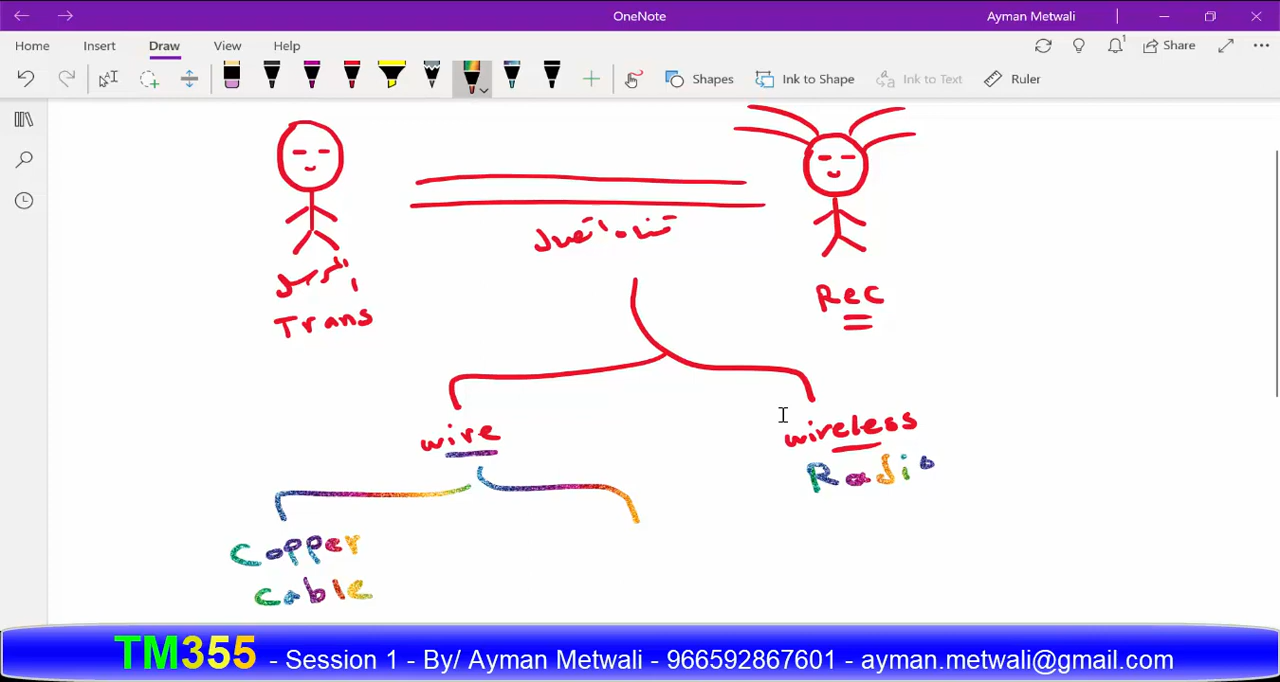 OneNote
Ayman Metwali
Home Insert Draw View Help
Share
Shapes Ink to Shape Ink to Text Ruler
Trans
Rec
wire
wireless
Radio
Copper
Cable
TM355 - Session 1 - By/ Ayman Metwali - 966592867601 - ayman.metwali@gmail.com